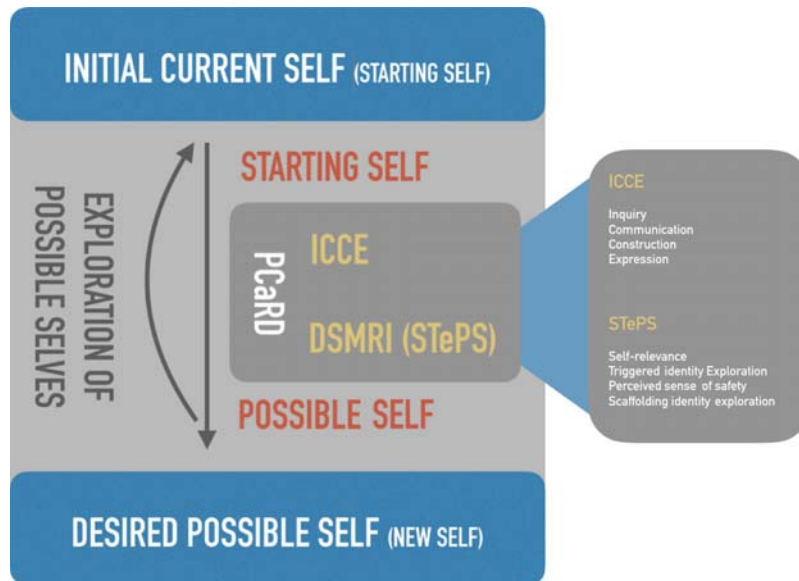 INITIAL CURRENT SELF (STARTING SELF)
EXPLORATION OF
POSSIBLE SELVES
STARTING SELF
PCaRD
ICCE
DSMRI (STePS)
POSSIBLE SELF
DESIRED POSSIBLE SELF (NEW SELF)
ICCE
Inquiry
Communication
Construction
Expression
STePS
Self-relevance
Triggered identity Exploration
Perceived sense of safety
Scaffolding identity exploration